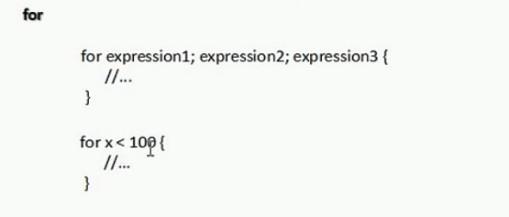 for
for expression1; expression2; expression3 {
//...
}
for x < 100 {
//...
}